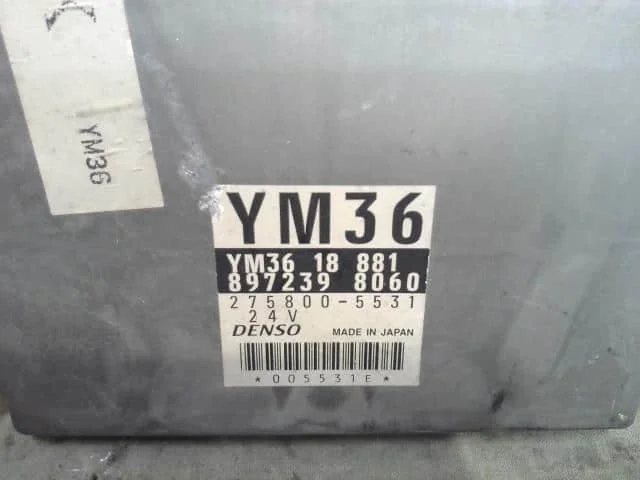 YM36
YM36
YM36 18 881
897239 8060
275800-5531
24V
DENSO MADE IN JAPAN
*005531E*